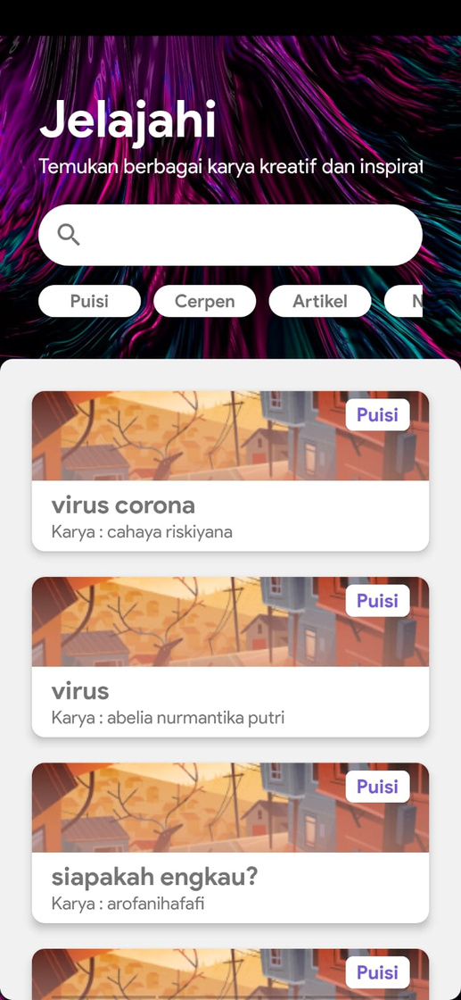 Jelajahi
Temukan berbagai karya kreatif dan inspirat
Puisi Cerpen Artikel N
Puisi
virus corona
Karya : cahaya riskiyana
Puisi
virus
Karya : abelia nurmantika putri
Puisi
siapakah engkau?
Karya : arofanihafafi
Puisi